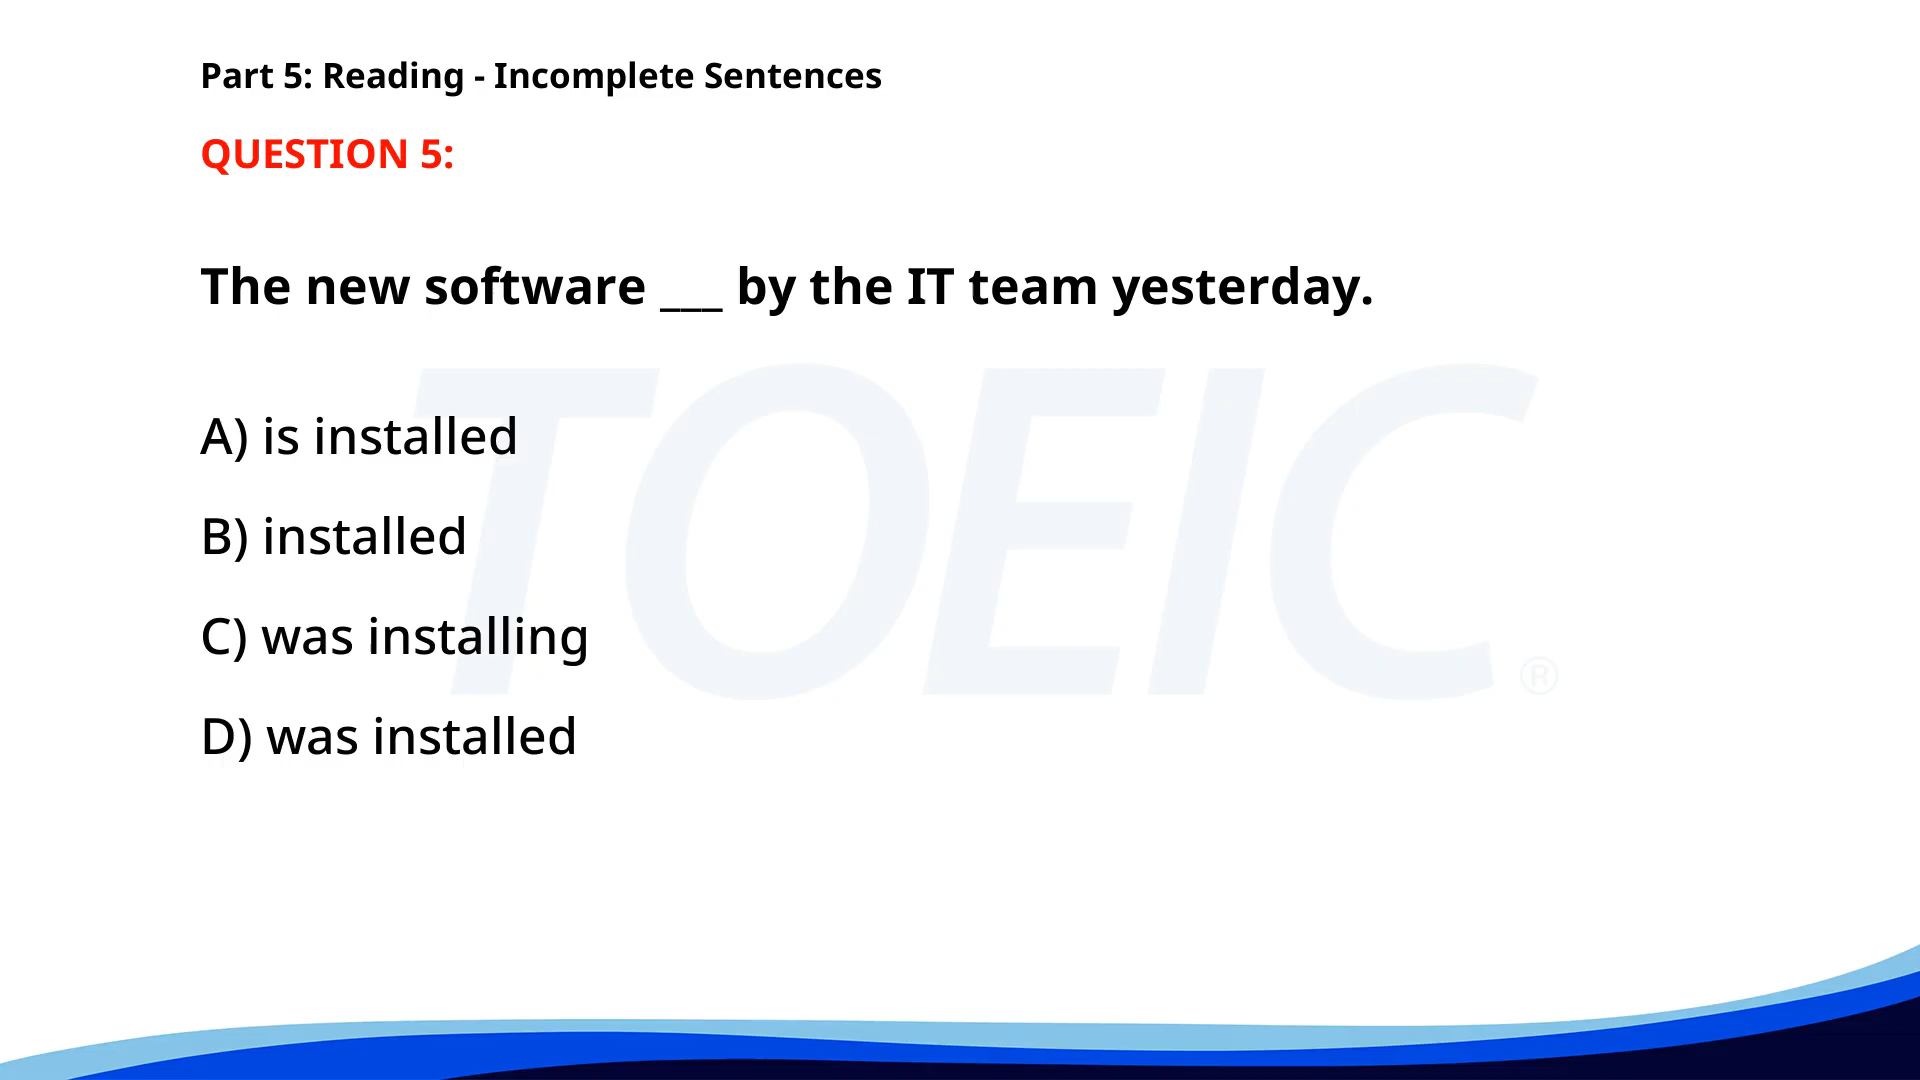 Part 5: Reading - Incomplete Sentences
QUESTION 5:
The new software ___ by the IT team yesterday.
TOEIC®
A) is installed
B) installed
C) was installing
D) was installed